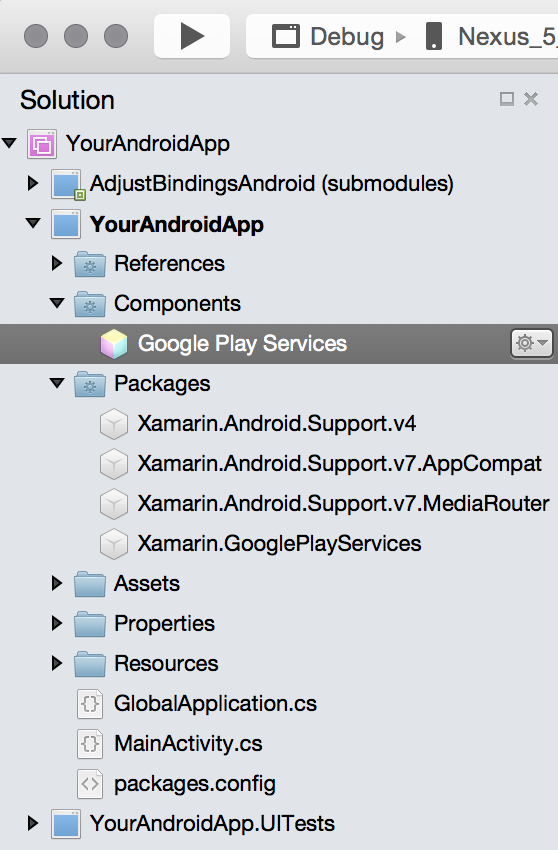 Debug Nexus_5_
Solution
YourAndroidApp
AdjustBindingsAndroid (submodules)
YourAndroidApp
References
Components
Google Play Services
Packages
Xamarin.Android.Support.v4
Xamarin.Android.Support.v7.AppCompat
Xamarin.Android.Support.v7.MediaRouter
Xamarin.GooglePlayServices
Assets
Properties
Resources
GlobalApplication.cs
MainActivity.cs
packages.config
YourAndroidApp.UITests